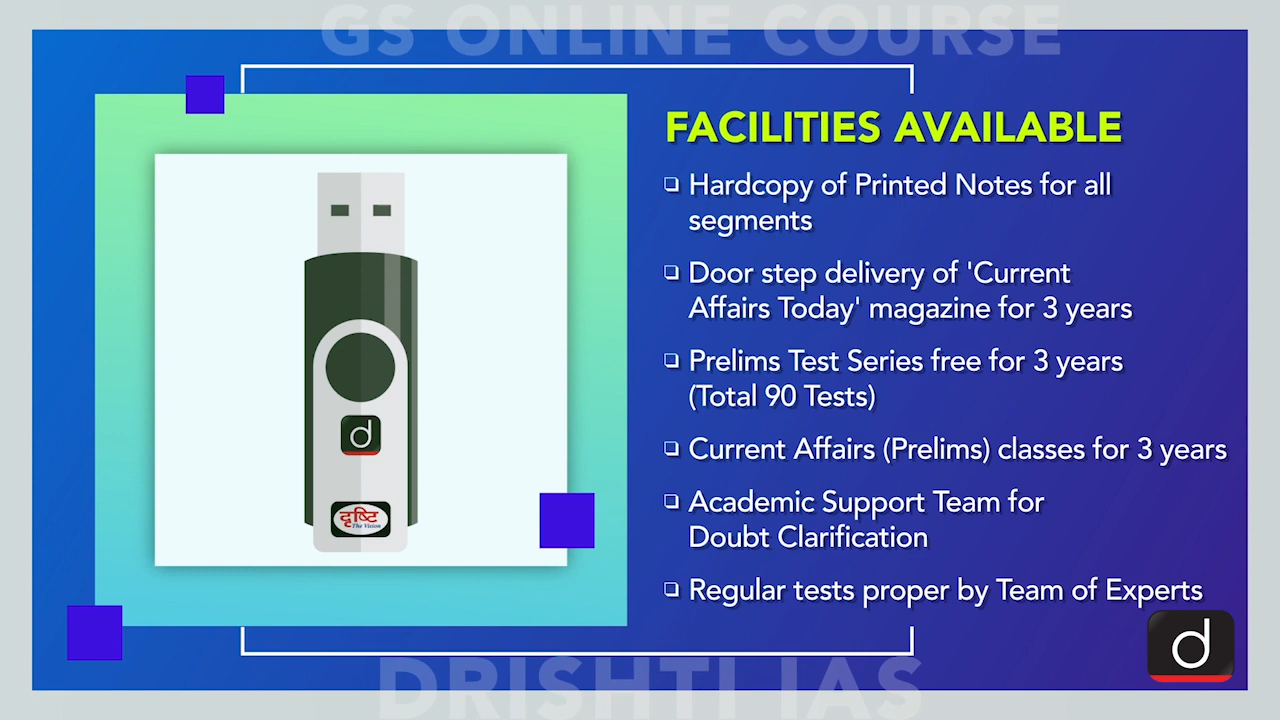 GS ONLINE COURSE
FACILITIES AVAILABLE
❏ Hardcopy of Printed Notes for all
segments
❏ Door step delivery of 'Current
Affairs Today' magazine for 3 years
❏ Prelims Test Series free for 3 years
(Total 90 Tests)
❏ Current Affairs (Prelims) classes for 3 years
❏ Academic Support Team for
Doubt Clarification
❏ Regular tests proper by Team of Experts
d
दृष्टि
The Vision
d
DRISHTI IAS